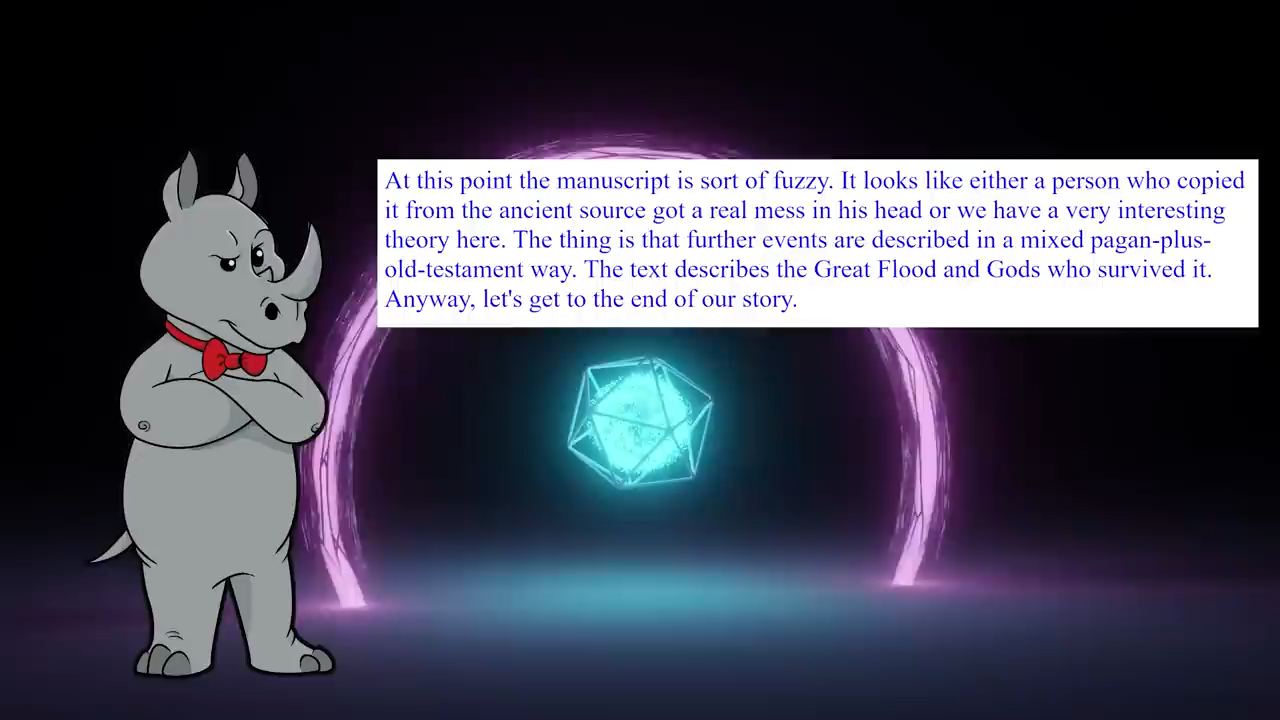 At this point the manuscript is sort of fuzzy. It looks like either a person who copied
it from the ancient source got a real mess in his head or we have a very interesting
theory here. The thing is that further events are described in a mixed pagan-plus-
old-testament way. The text describes the Great Flood and Gods who survived it.
Anyway, let's get to the end of our story.